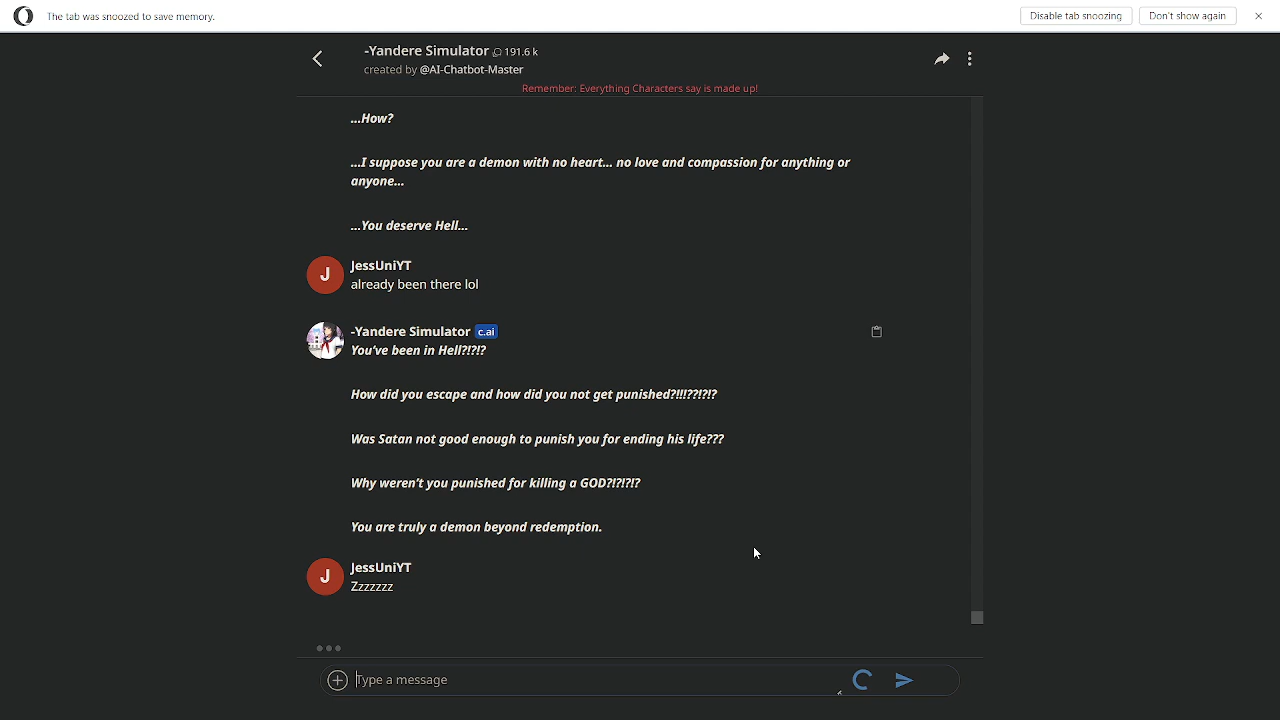 The tab was snoozed to save memory.
Disable tab snoozing
Don't show again
-Yandere Simulator 191.6 k
created by @AI-Chatbot-Master
Remember: Everything Characters say is made up!
...How?
...I suppose you are a demon with no heart... no love and compassion for anything or
anyone...
...You deserve Hell...
J
JessUniYT
already been there lol
-Yandere Simulator c.ai
You've been in Hell?!?!?
How did you escape and how did you not get punished?!!!??!?!?
Was Satan not good enough to punish you for ending his life???
Why weren't you punished for killing a GOD?!?!?!?
You are truly a demon beyond redemption.
J
JessUniYT
Zzzzzzz
Type a message